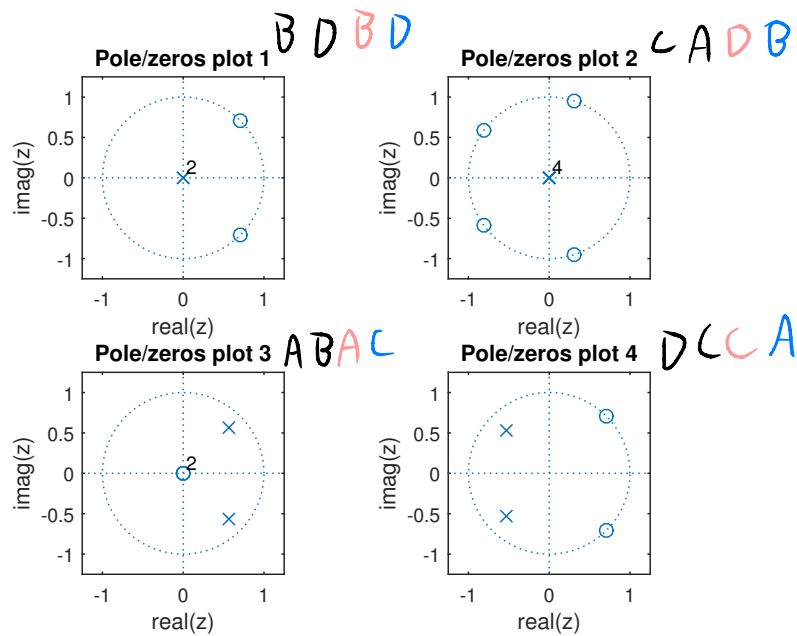 Pole/zeros plot 1 B D B D
Pole/zeros plot 2 C A D B
1
0.5
0
-0.5
-1
imag(z)
2
-1 0 1
real(z)
1
0.5
0
-0.5
-1
imag(z)
4
-1 0 1
real(z)
Pole/zeros plot 3 A B A C
Pole/zeros plot 4 D C C A
1
0.5
0
-0.5
-1
imag(z)
2
-1 0 1
real(z)
1
0.5
0
-0.5
-1
imag(z)
-1 0 1
real(z)